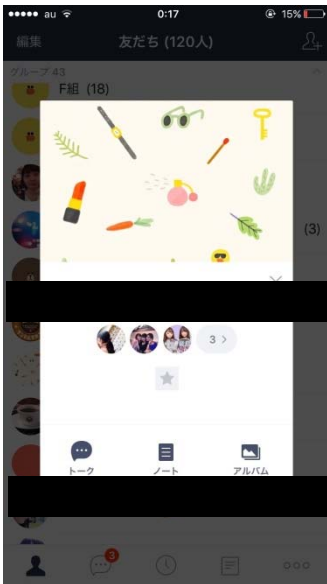 au 0:17 15%
編集 友だち (120人)
グループ 43
F組 (18)
(3)
3 >
トーク ノート アルバム
3